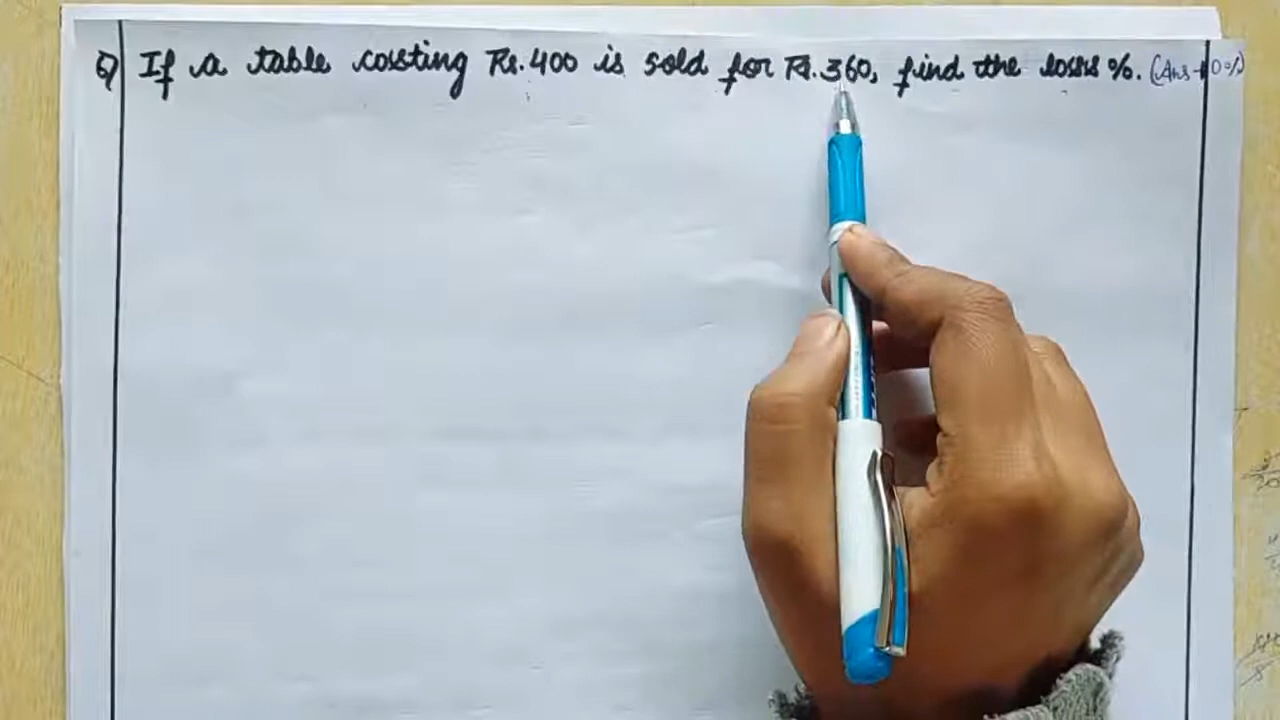 Q) If a table costing Rs. 400 is sold for Rs. 360, find the loss %. (Ans → 10%)